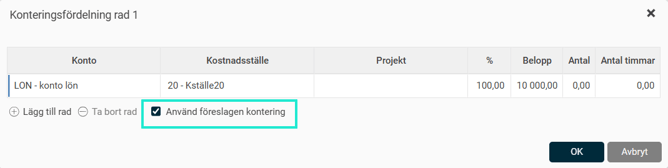 Konteringsfördelning rad 1
Konto Kostnadsställe Projekt % Belopp Antal Antal timmar
LON - konto lön 20 - Kställe20 100,00 10 000,00 0,00 0,00
Lägg till rad Ta bort rad Använd föreslagen kontering
OK Avbryt